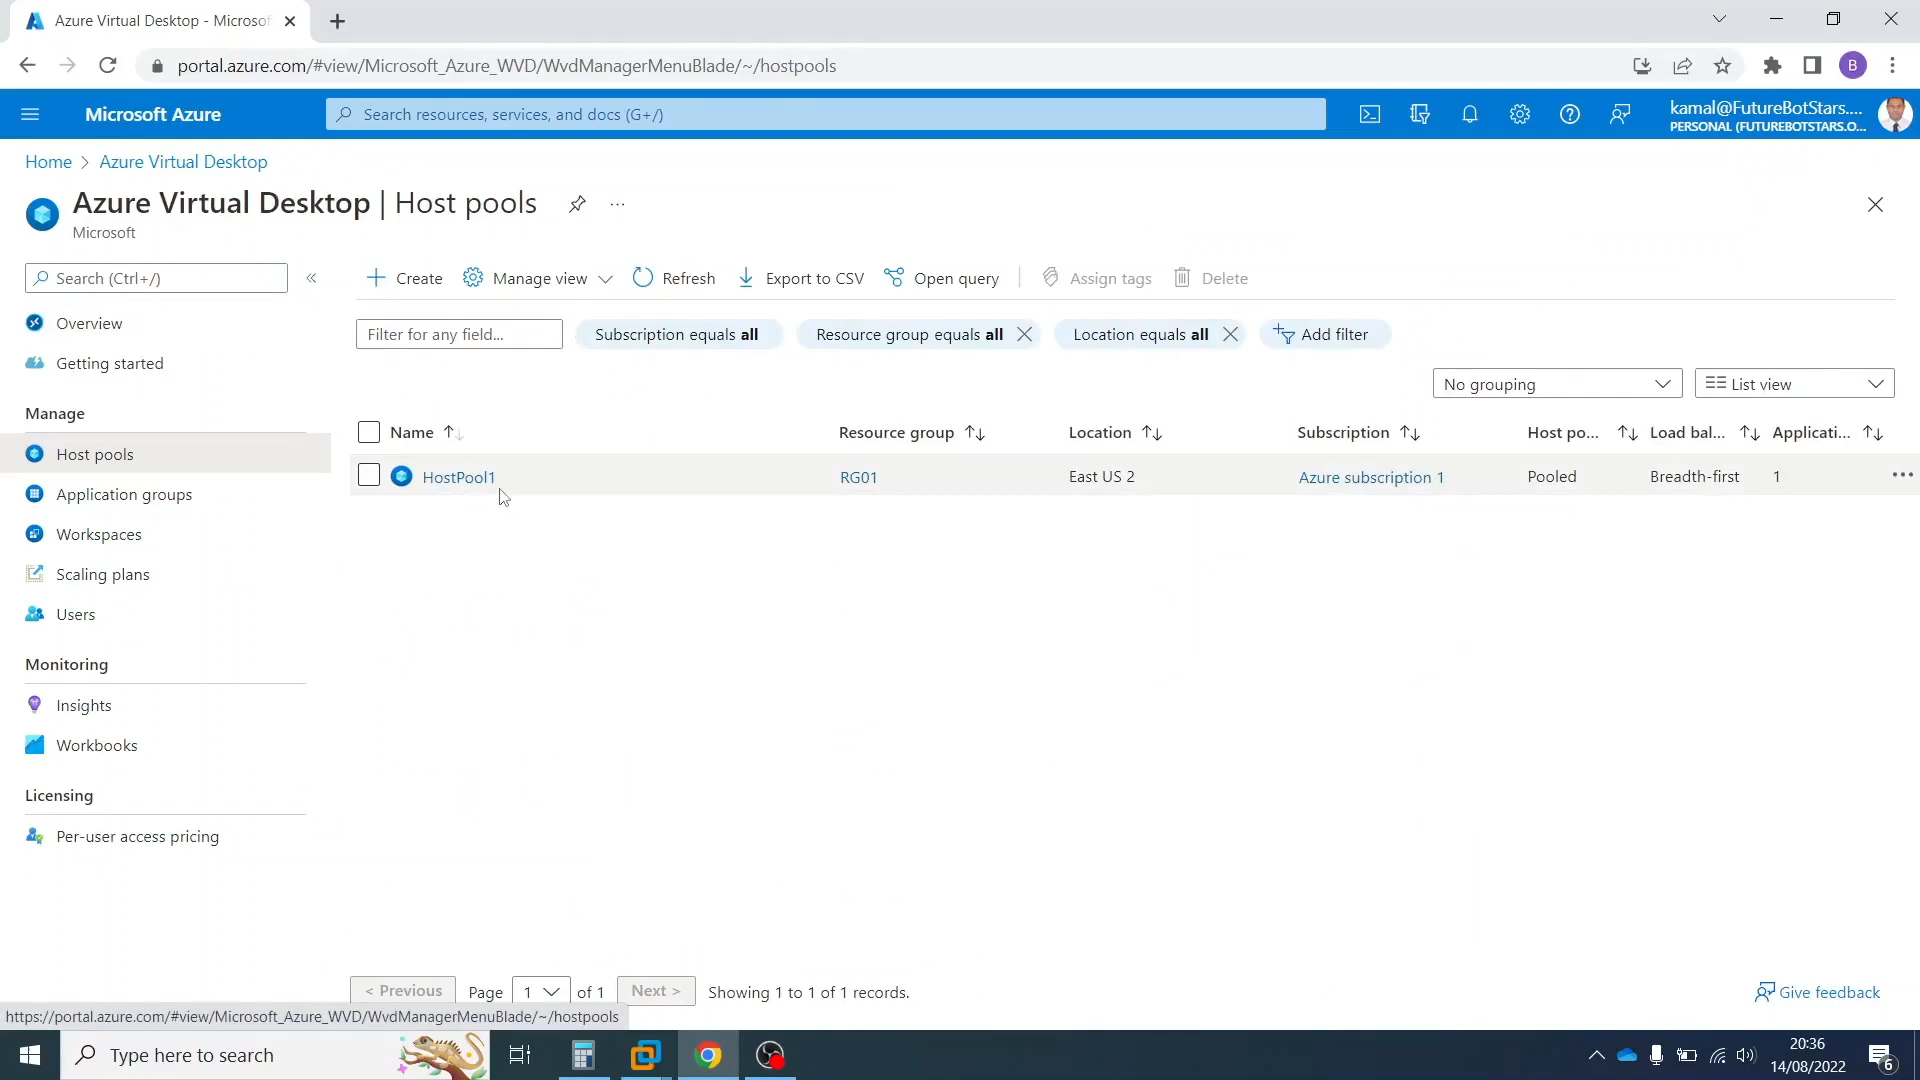 Azure Virtual Desktop - Microsof
portal.azure.com/#view/Microsoft_Azure_WVD/WvdManagerMenuBlade/~/hostpools
B
Microsoft Azure
Search resources, services, and docs (G+/)
kamal@FutureBotStars....
PERSONAL (FUTUREBOTSTARS.O...
Home > Azure Virtual Desktop
Azure Virtual Desktop | Host pools
...
Microsoft
Search (Ctrl+/)
«
Create
Manage view
Refresh
Export to CSV
Open query
Assign tags
Delete
Overview
Getting started
Manage
Host pools
Application groups
Workspaces
Scaling plans
Users
Monitoring
Insights
Workbooks
Licensing
Per-user access pricing
Filter for any field...
Subscription equals all
Resource group equals all
Location equals all
Add filter
No grouping
List view
Name Resource group Location Subscription Host po... Load bal... Applicati...
HostPool1 RG01 East US 2 Azure subscription 1 Pooled Breadth-first 1 ...
< Previous Page 1 of 1 Next > Showing 1 to 1 of 1 records.
Give feedback
https://portal.azure.com/#view/Microsoft_Azure_WVD/WvdManagerMenuBlade/~/hostpools
Type here to search
20:36
14/08/2022
6